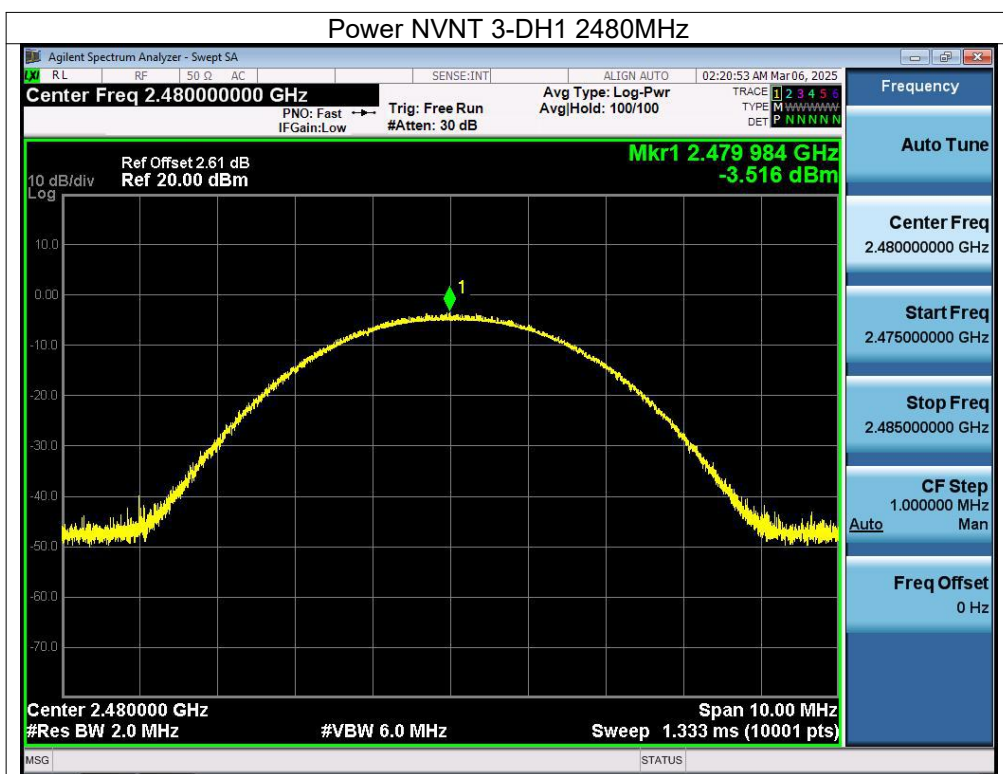 Power NVNT 3-DH1 2480MHz
Agilent Spectrum Analyzer - Swept SA
LXI RL RF 50 Ω AC SENSE:INT ALIGN AUTO 02:20:53 AM Mar 06, 2025
Center Freq 2.480000000 GHz
PNO: Fast
IFGain:Low
Trig: Free Run
#Atten: 30 dB
Avg Type: Log-Pwr
Avg|Hold: 100/100
TRACE 1 2 3 4 5 6
TYPE M WWWWW
DET P N N N N N
Ref Offset 2.61 dB
10 dB/div Ref 20.00 dBm
Log
Mkr1 2.479 984 GHz
-3.516 dBm
10.0
0.00
-10.0
-20.0
-30.0
-40.0
-50.0
-60.0
-70.0
1
Center 2.480000 GHz
Span 10.00 MHz
#Res BW 2.0 MHz
#VBW 6.0 MHz
Sweep 1.333 ms (10001 pts)
MSG
STATUS
Frequency
Auto Tune
Center Freq
2.480000000 GHz
Start Freq
2.475000000 GHz
Stop Freq
2.485000000 GHz
CF Step
1.000000 MHz
Auto Man
Freq Offset
0 Hz